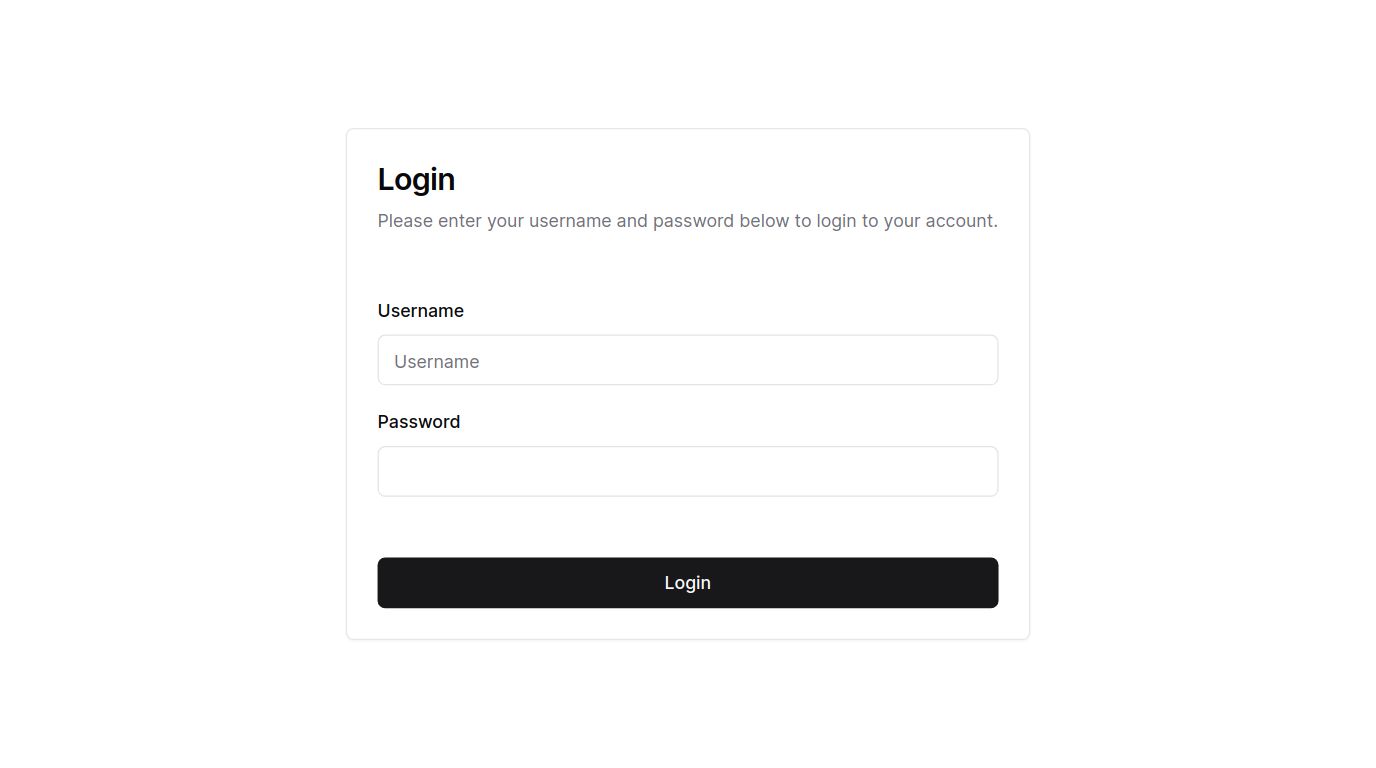 Login
Please enter your username and password below to login to your account.
Username
Username
Password
Login